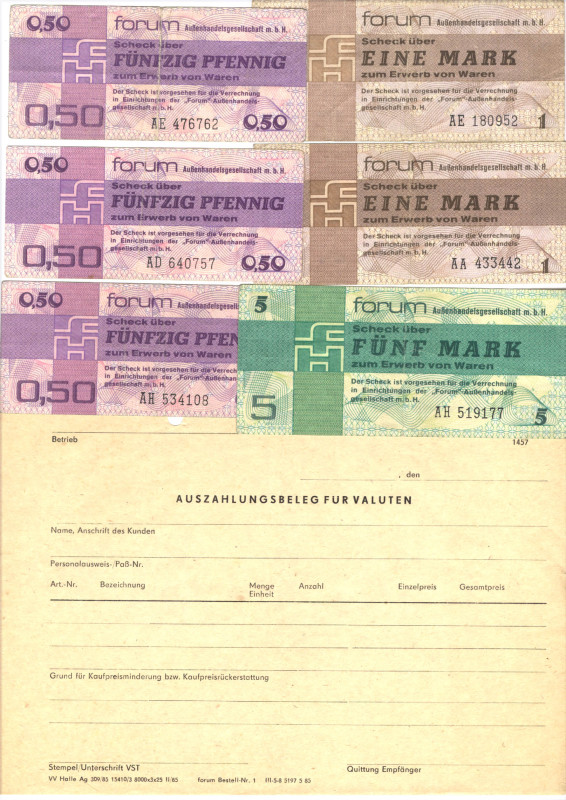 0,50 forum Außenhandelsgesellschaft m. b. H.
Scheck über
FÜNFZIG PFENNIG
zum Erwerb von Waren
Der Scheck ist vorgesehen für die Verrechnung
in Einrichtungen der „Forum"-Außenhandels-
gesellschaft m. b. H.
0,50 AE 476762 0,50
forum Außenhandelsgesellschaft m. b. H.
Scheck über
EINE MARK
zum Erwerb von Waren
Der Scheck ist vorgesehen für die Verrechnung
in Einrichtungen der „Forum"-Außenhandels-
gesellschaft m. b. H.
AE 180952 1
0,50 forum Außenhandelsgesellschaft m. b. H.
Scheck über
FÜNFZIG PFENNIG
zum Erwerb von Waren
Der Scheck ist vorgesehen für die Verrechnung
in Einrichtungen der „Forum"-Außenhandels-
gesellschaft m. b. H.
0,50 AD 640757 0,50
forum Außenhandelsgesellschaft m. b. H.
Scheck über
EINE MARK
zum Erwerb von Waren
Der Scheck ist vorgesehen für die Verrechnung
in Einrichtungen der „Forum"-Außenhandels-
gesellschaft m. b. H.
AA 433442 1
0,50 forum Außenhandelsgesells
Scheck über
FÜNFZIG PFENN
zum Erwerb von Waren
Der Scheck ist vorgesehen für die Verrech
in Einrichtungen der „Forum"-Außenha
gesellschaft m. b. H.
0,50 AH 534108
5 forum Außenhandelsgesellschaft m. b. H.
Scheck über
FÜNF MARK
zum Erwerb von Waren
Der Scheck ist vorgesehen für die Verrechnung
in Einrichtungen der „Forum"-Außenhandels-
gesellschaft m. b. H.
5 AH 519177 5
Betrieb 1457
, den
AUSZAHLUNGSBELEG FUR VALUTEN
Name, Anschrift des Kunden
Personalausweis- Paß-Nr.
Art.-Nr. Bezeichnung Menge Anzahl Einzelpreis Gesamtpreis
Einheit
Grund für Kaufpreisminderung bzw. Kaufpreisrückerstattung
Stempel/Unterschrift VST Quittung Empfänger
VV Halle Ag 309/85 15410/3 8000x3x25 II/85 forum Bestell-Nr. 1 III-5-8 3197 5 85